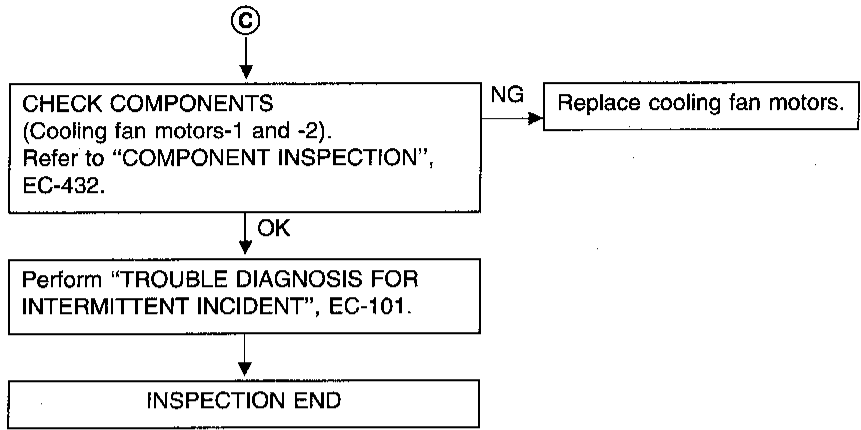 C
CHECK COMPONENTS
(Cooling fan motors-1 and -2).
Refer to “COMPONENT INSPECTION”,
EC-432.
NG
Replace cooling fan motors.
OK
Perform “TROUBLE DIAGNOSIS FOR
INTERMITTENT INCIDENT”, EC-101.
INSPECTION END